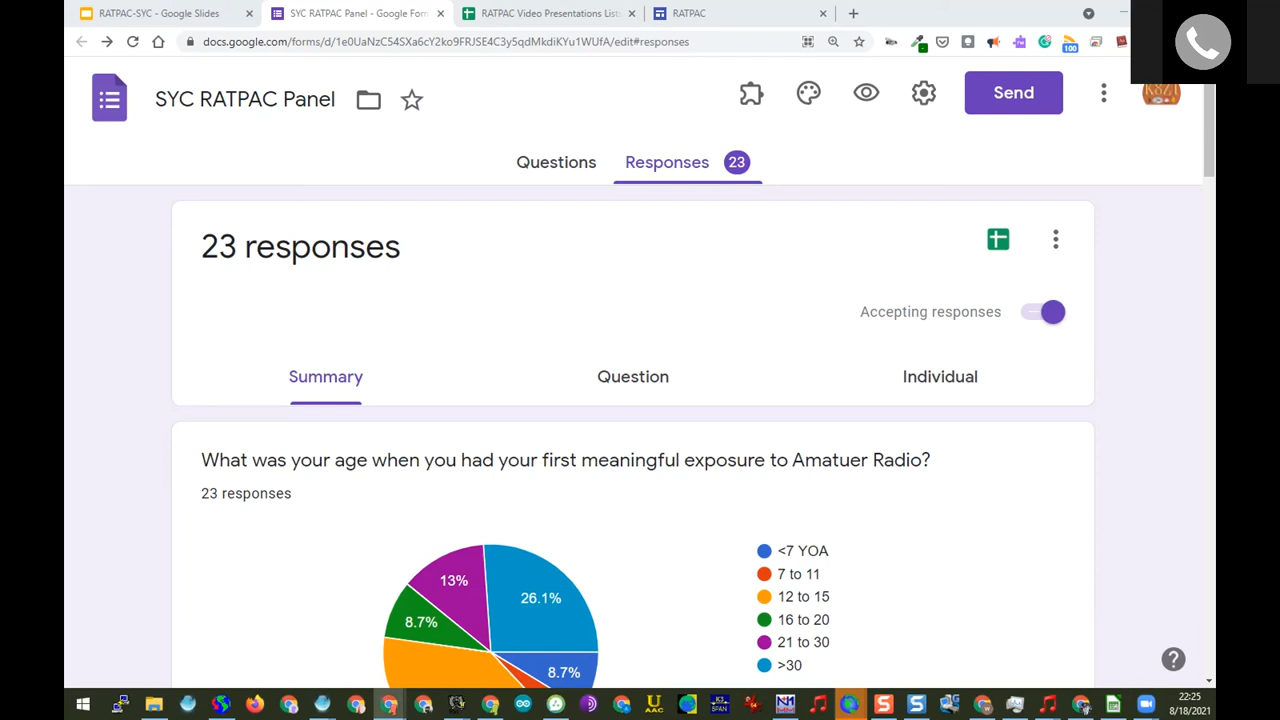 RATPAC-SYC - Google Slides
SYC RATPAC Panel - Google Form
RATPAC Video Presentations List
RATPAC
docs.google.com/forms/d/1e0UaNzC54SXa6cY2ko9FRJSE4C3y5qdMkdiKYu1WUfA/edit#responses
100
SYC RATPAC Panel
Send
K8ZT
Questions
Responses 23
23 responses
Accepting responses
Summary
Question
Individual
What was your age when you had your first meaningful exposure to Amatuer Radio?
23 responses
13%
26.1%
8.7%
8.7%
<7 YOA
7 to 11
12 to 15
16 to 20
21 to 30
>30
22:25
8/18/2021